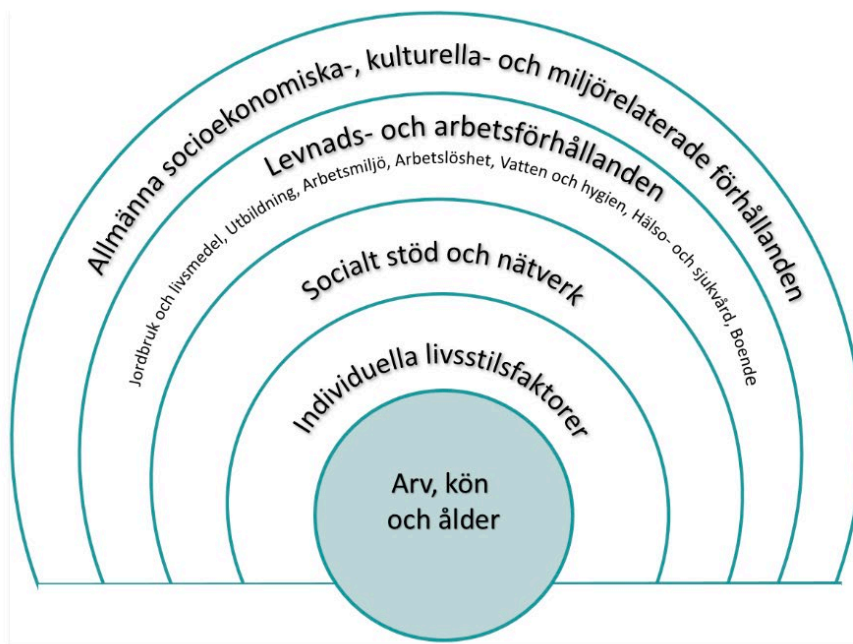 Allmänna socioekonomiska-, kulturella- och miljörelaterade förhållanden
Levnads- och arbetsförhållanden
Jordbruk och livsmedel, Utbildning, Arbetsmiljö, Arbetslöshet, Vatten och hygien, Hälso- och sjukvård, Boende
Socialt stöd och nätverk
Individuella livsstilsfaktorer
Arv, kön
och ålder